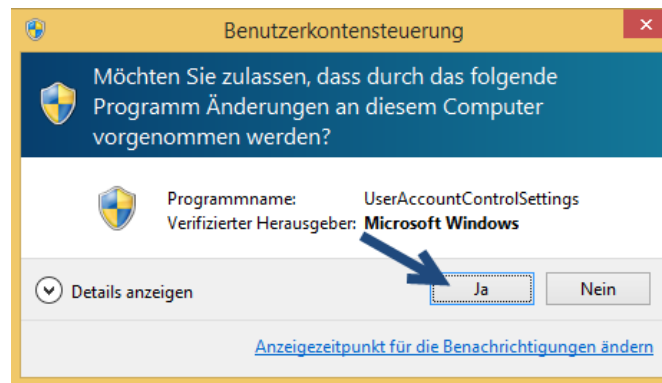 Benutzerkontensteuerung
Möchten Sie zulassen, dass durch das folgende
Programm Änderungen an diesem Computer
vorgenommen werden?
Programmname: UserAccountControlSettings
Verifizierter Herausgeber: Microsoft Windows
Details anzeigen Ja Nein
Anzeigezeitpunkt für die Benachrichtigungen ändern